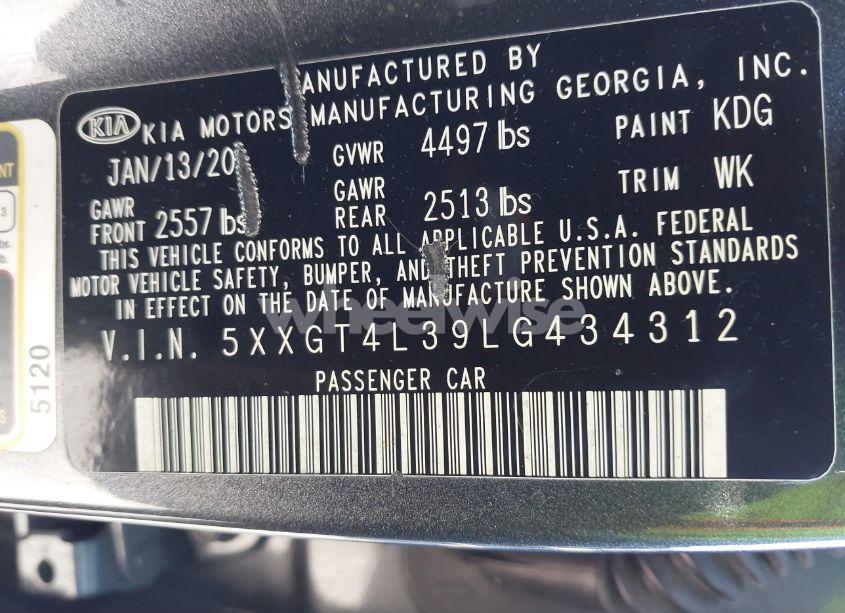 MANUFACTURED BY
KIA KIA MOTORS MANUFACTURING GEORGIA, INC.
JAN/13/20 GVWR 4497 lbs PAINT KDG
GAWR FRONT 2557 lbs GAWR REAR 2513 lbs TRIM WK
THIS VEHICLE CONFORMS TO ALL APPLICABLE U.S.A. FEDERAL
MOTOR VEHICLE SAFETY, BUMPER, AND THEFT PREVENTION STANDARDS
IN EFFECT ON THE DATE OF MANUFACTURE SHOWN ABOVE.
wheelwise
V.I.N. 5XXGT4L39LG434312
PASSENGER CAR
5120